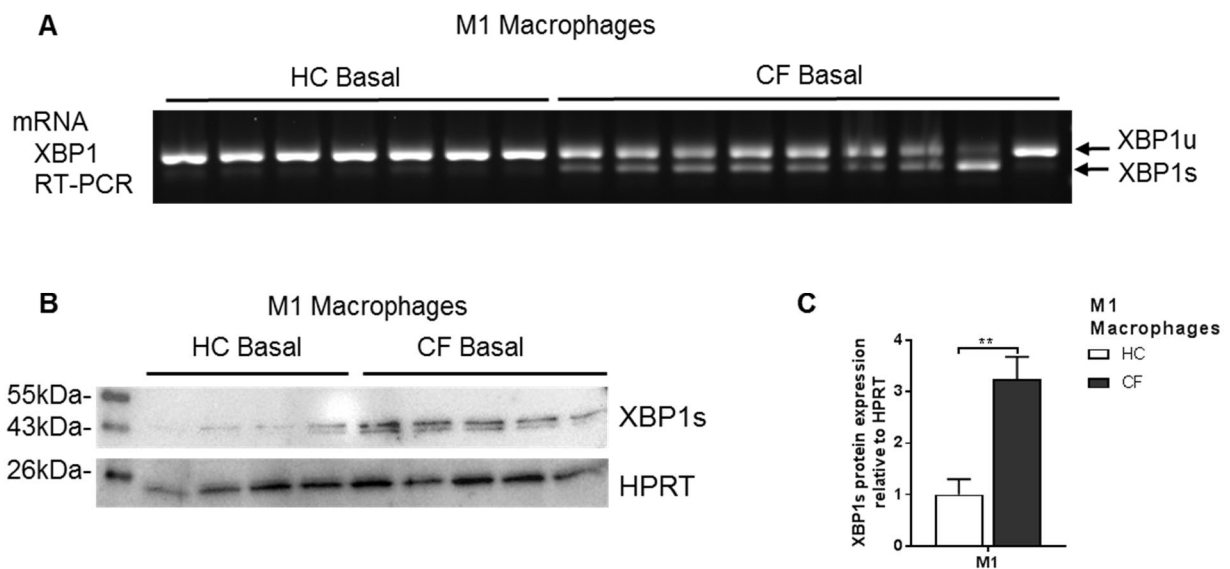 A
M1 Macrophages
HC Basal
CF Basal
mRNA
XBP1
RT-PCR
XBP1u
XBP1s
B
M1 Macrophages
HC Basal
CF Basal
55kDa-
43kDa-
26kDa-
XBP1s
HPRT
C
XBP1s protein expression
relative to HPRT
4
3
2
1
0
**
M1
M1
Macrophages
HC
CF